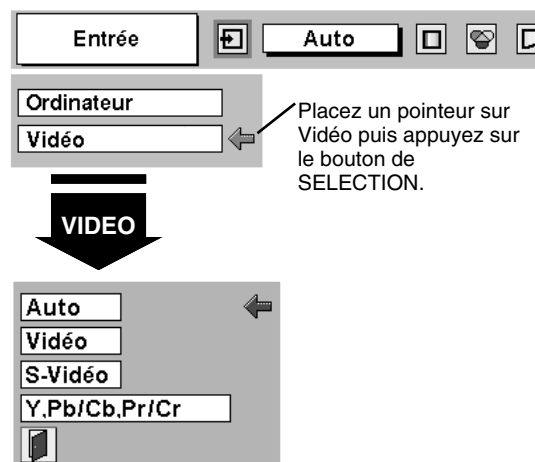 Entrée
Auto
Ordinateur
Vidéo
Placez un pointeur sur
Vidéo puis appuyez sur
le bouton de
SELECTION.
VIDEO
Auto
Vidéo
S-Vidéo
Y,Pb/Cb,Pr/Cr